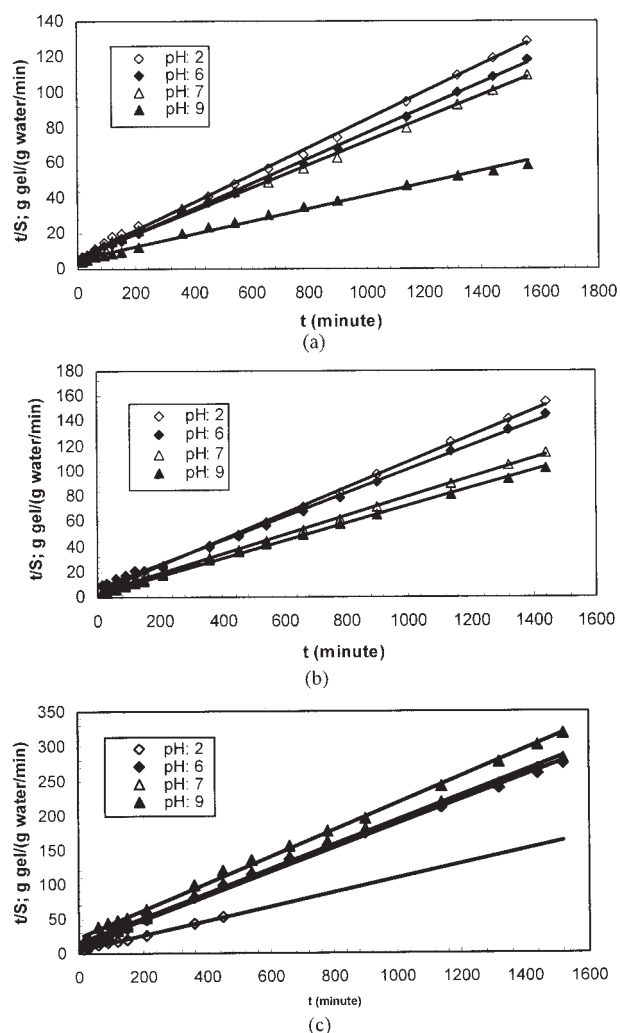 140
120
100
80
60
40
20
0
t/S; g gel/(g water/min)
pH: 2
pH: 6
pH: 7
pH: 9
0 200 400 600 800 1000 1200 1400 1600 1800
t (minute)
(a)
180
160
140
120
100
80
60
40
20
0
t/S; g gel/(g water/min)
pH: 2
pH: 6
pH: 7
pH: 9
0 200 400 600 800 1000 1200 1400 1600
t (minute)
(b)
350
300
250
200
150
100
50
0
t/S; g gel/(g water/min)
pH: 2
pH: 6
pH: 7
pH: 9
0 200 400 600 800 1000 1200 1400 1600
t (minute)
(c)